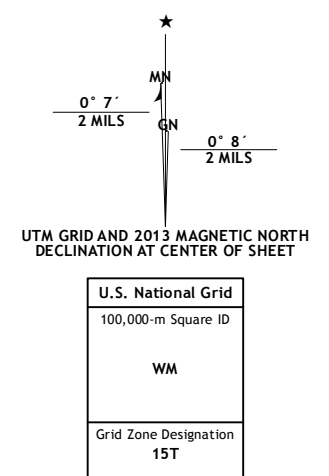 MN
0° 7´
2 MILS
GN
0° 8´
2 MILS
UTM GRID AND 2013 MAGNETIC NORTH
DECLINATION AT CENTER OF SHEET
U.S. National Grid
100,000-m Square ID
WM
Grid Zone Designation
15T